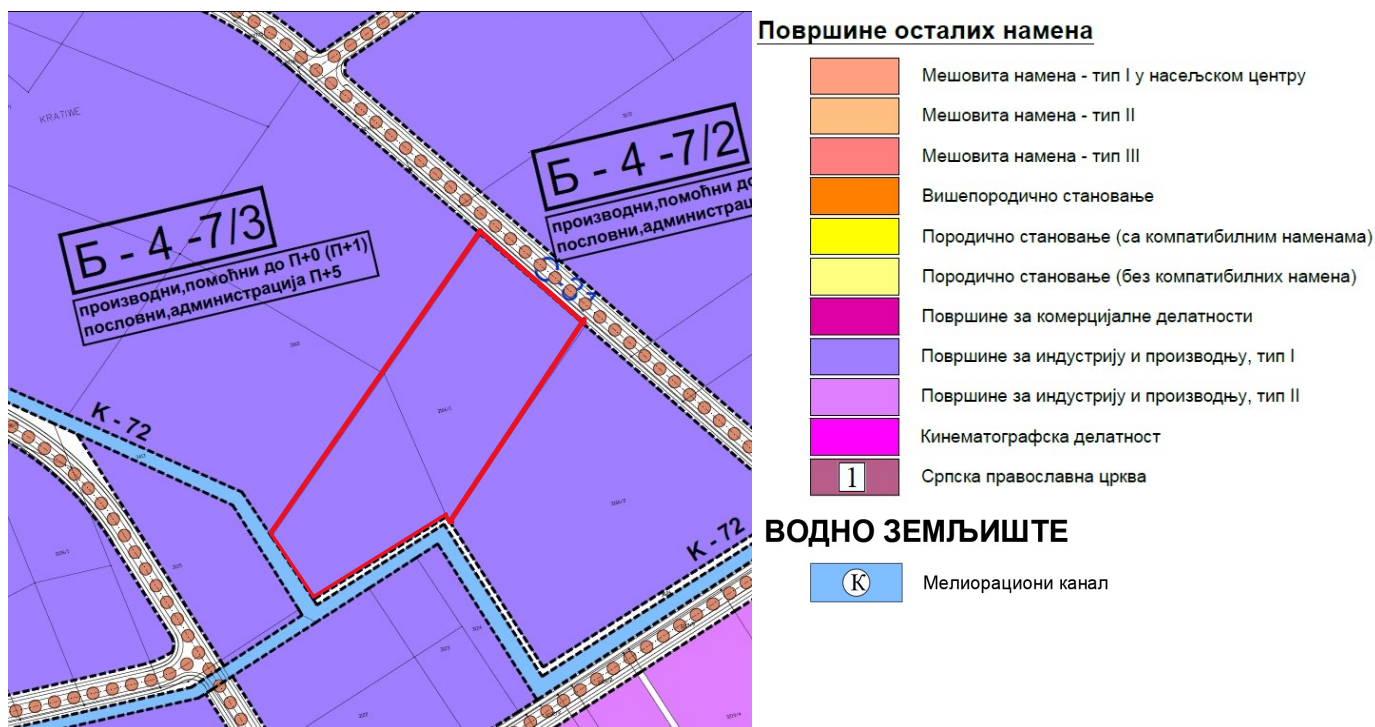 KRATIWE
Б - 4 -7/3
производни,помоћни до П+0 (П+1)
пословни,администрација П+5
Б - 4 -7/2
производни,помоћни до
пословни,администрац
К - 72
К - 72
Површине осталих намена
Мешовита намена - тип I у насељском центру
Мешовита намена - тип II
Мешовита намена - тип III
Вишепородично становање
Породично становање (са компатибилним наменама)
Породично становање (без компатибилних намена)
Површине за комерцијалне делатности
Површине за индустрију и производњу, тип I
Површине за индустрију и производњу, тип II
Кинематографска делатност
1 Српска православна црква
ВОДНО ЗЕМЉИШТЕ
К Мелиорациони канал